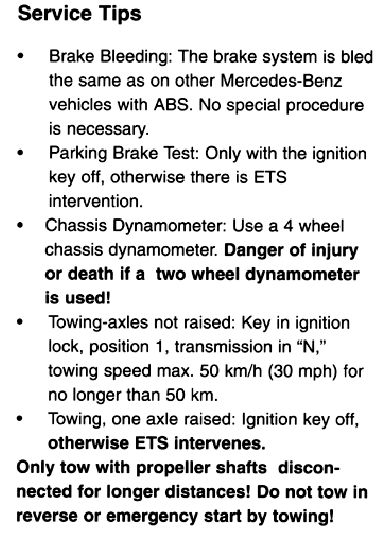 Service Tips
• Brake Bleeding: The brake system is bled
the same as on other Mercedes-Benz
vehicles with ABS. No special procedure
is necessary.
• Parking Brake Test: Only with the ignition
key off, otherwise there is ETS
intervention.
• Chassis Dynamometer: Use a 4 wheel
chassis dynamometer. Danger of injury
or death if a two wheel dynamometer
is used!
• Towing-axles not raised: Key in ignition
lock, position 1, transmission in “N,”
towing speed max. 50 km/h (30 mph) for
no longer than 50 km.
• Towing, one axle raised: Ignition key off,
otherwise ETS intervenes.
Only tow with propeller shafts discon-
nected for longer distances! Do not tow in
reverse or emergency start by towing!